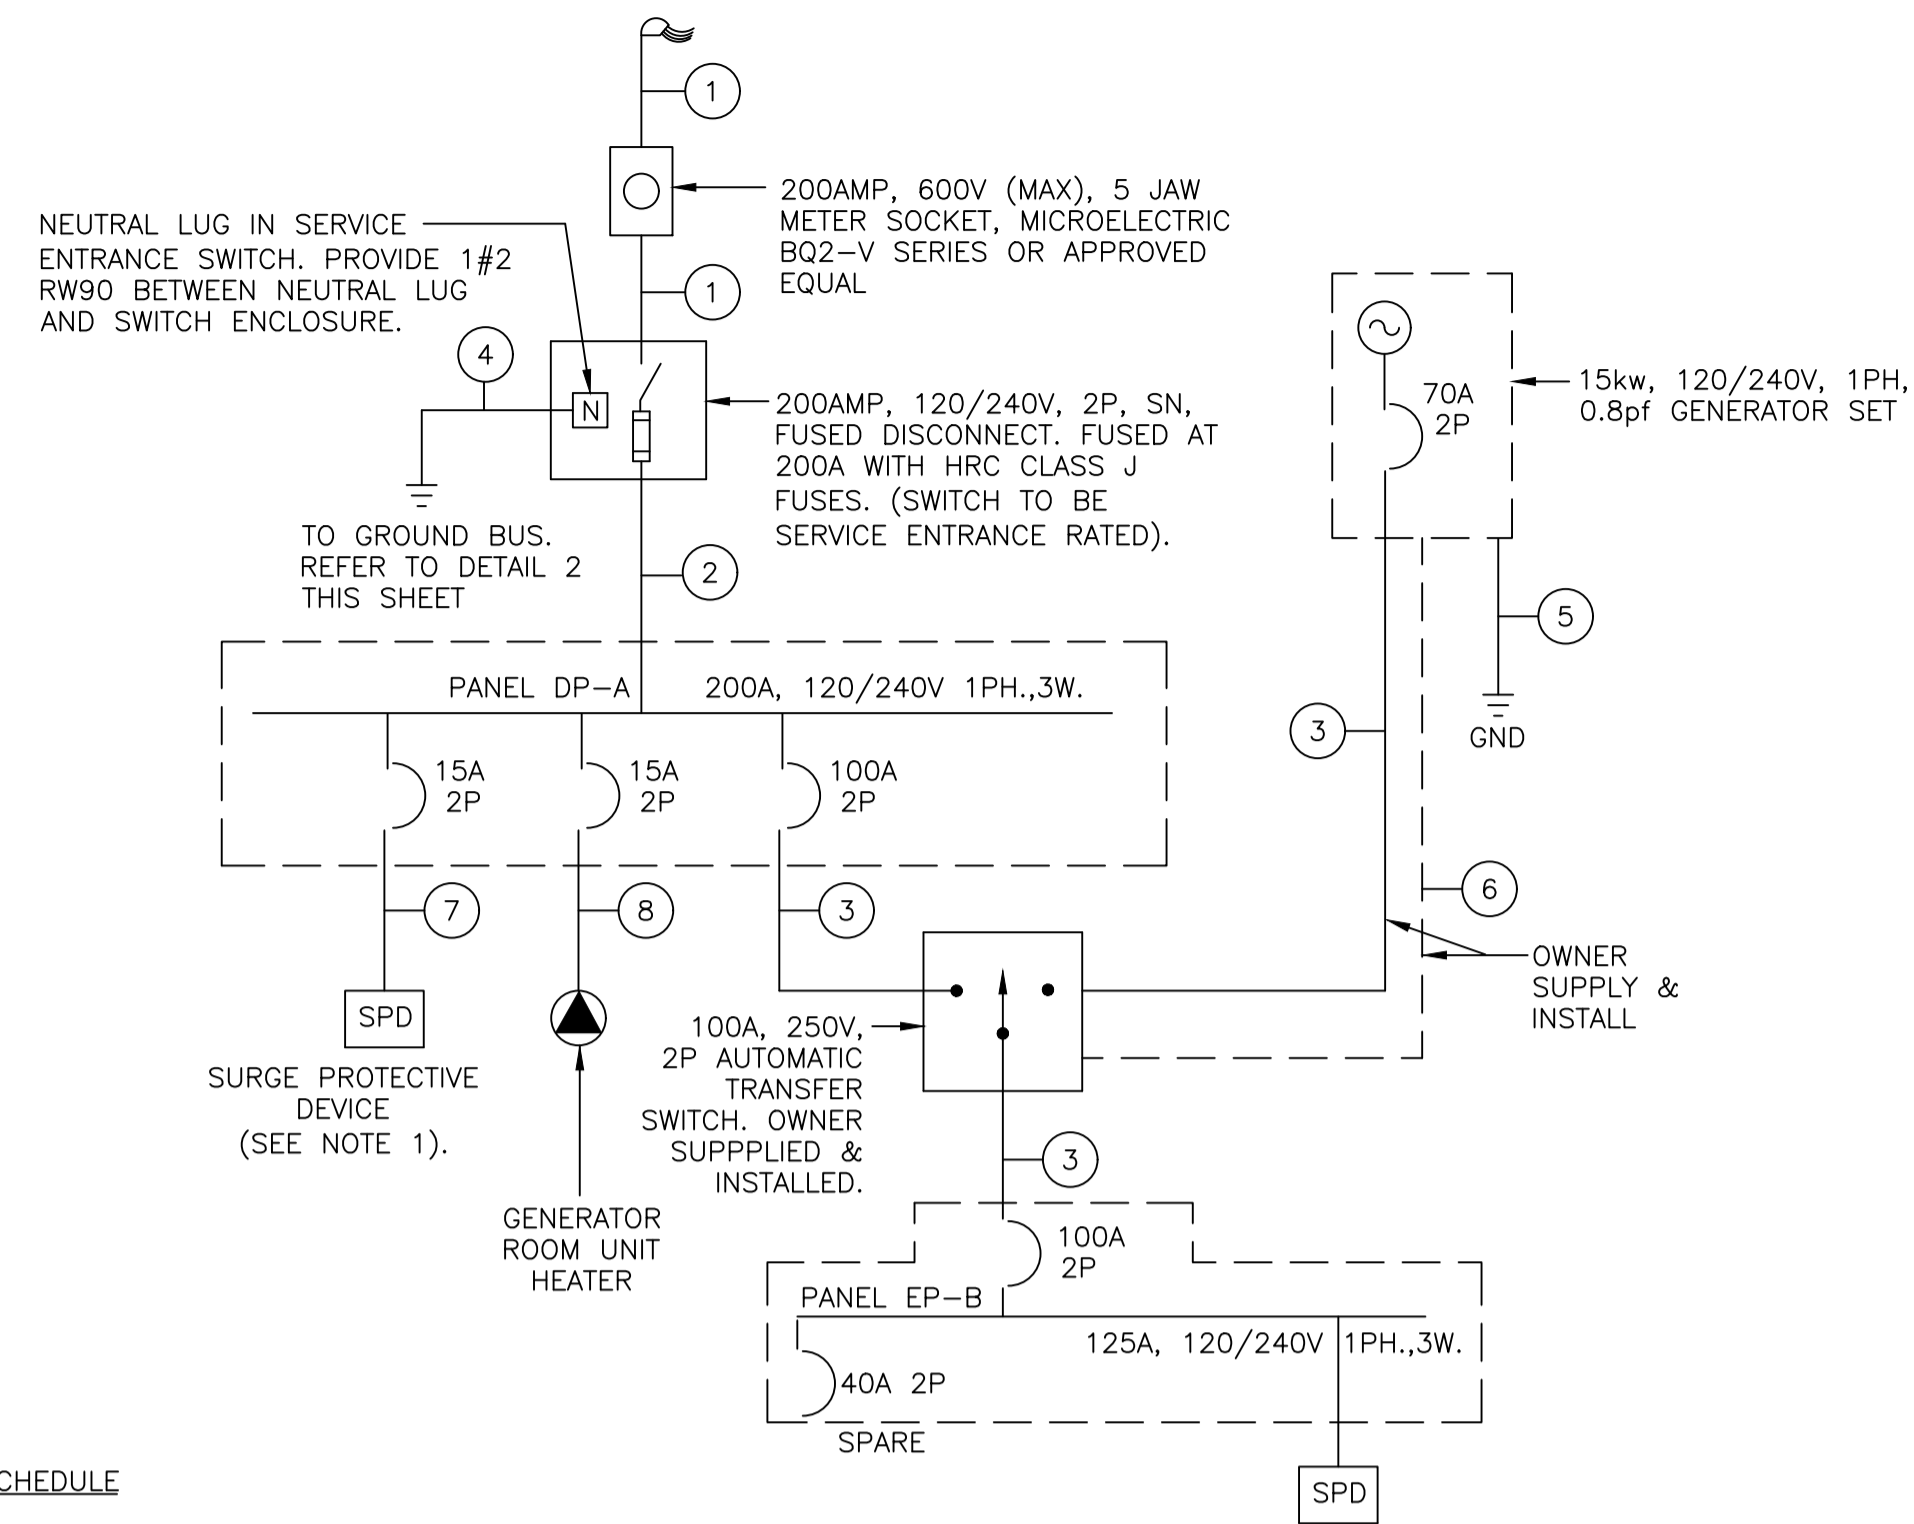 1
200AMP, 600V (MAX), 5 JAW
METER SOCKET, MICROELECTRIC
BQ2-V SERIES OR APPROVED
EQUAL
NEUTRAL LUG IN SERVICE
ENTRANCE SWITCH. PROVIDE 1#2
RW90 BETWEEN NEUTRAL LUG
AND SWITCH ENCLOSURE.
1
4
N
200AMP, 120/240V, 2P, SN,
FUSED DISCONNECT. FUSED AT
200A WITH HRC CLASS J
FUSES. (SWITCH TO BE
SERVICE ENTRANCE RATED).
70A
2P
15kw, 120/240V, 1PH,
0.8pf GENERATOR SET
TO GROUND BUS.
REFER TO DETAIL 2
THIS SHEET
2
5
GND
3
PANEL DP-A
200A, 120/240V 1PH.,3W.
15A
2P
15A
2P
100A
2P
7
8
3
6
OWNER
SUPPLY &
INSTALL
SPD
SURGE PROTECTIVE
DEVICE
(SEE NOTE 1).
GENERATOR
ROOM UNIT
HEATER
100A, 250V,
2P AUTOMATIC
TRANSFER
SWITCH. OWNER
SUPPPLIED &
INSTALLED.
3
100A
2P
PANEL EP-B
125A, 120/240V 1PH.,3W.
40A 2P
SPARE
SPD
CHEDULE